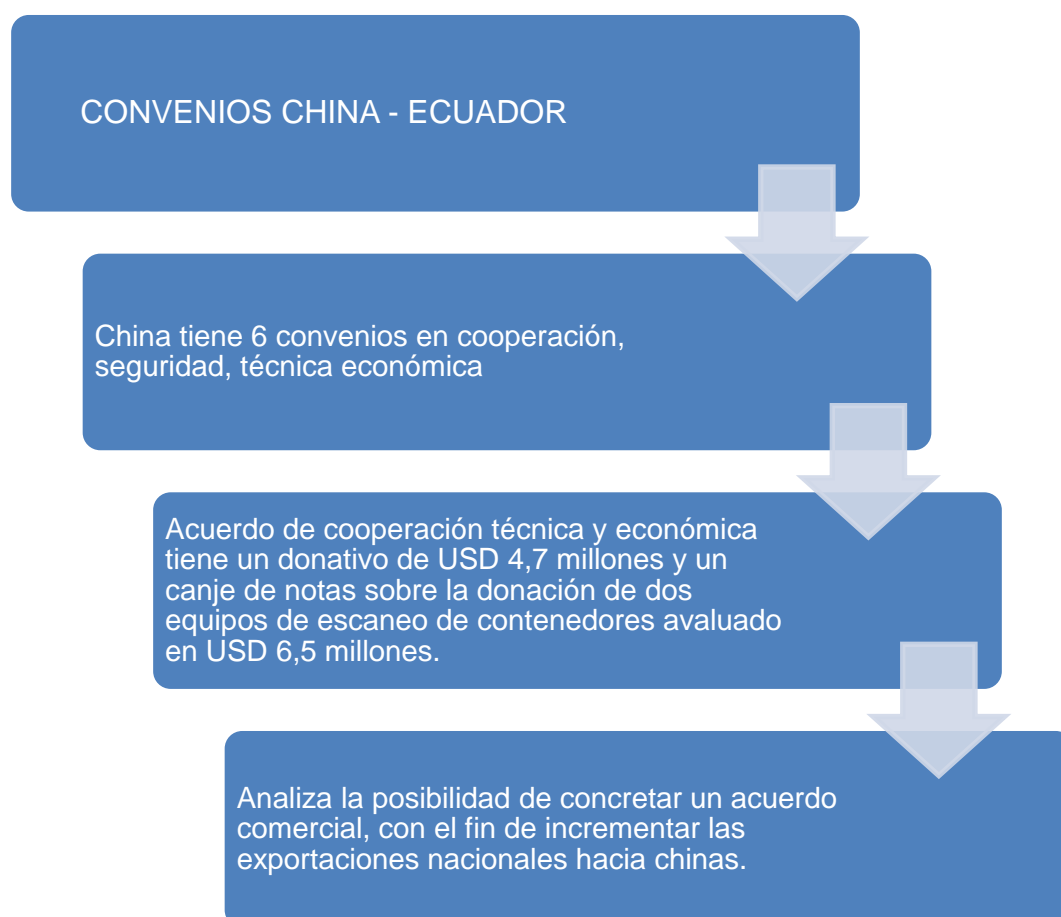 CONVENIOS CHINA - ECUADOR
China tiene 6 convenios en cooperación,
seguridad, técnica económica
Acuerdo de cooperación técnica y económica
tiene un donativo de USD 4,7 millones y un
canje de notas sobre la donación de dos
equipos de escaneo de contenedores avaluado
en USD 6,5 millones.
Analiza la posibilidad de concretar un acuerdo
comercial, con el fin de incrementar las
exportaciones nacionales hacia chinas.